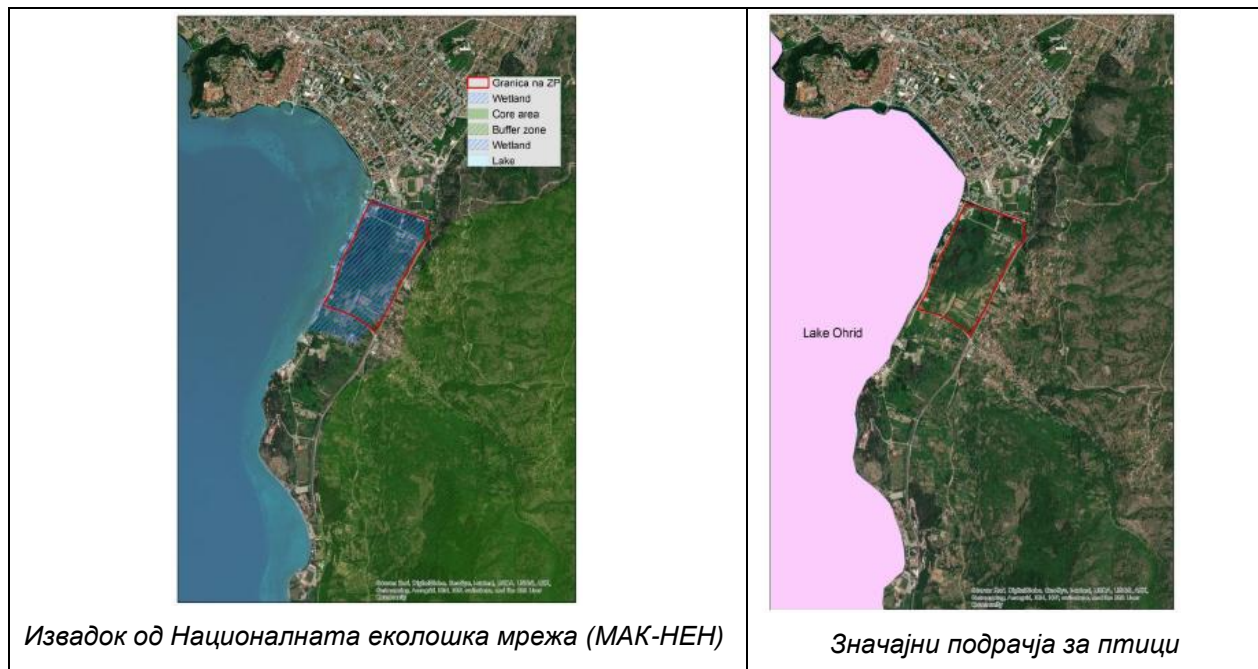 Granica na ZP
Wetland
Core area
Buffer zone
Wetland
Lake
Извадок од Националната еколошка мрежа (МАК-НЕН)
Lake Ohrid
Значајни подрачја за птици